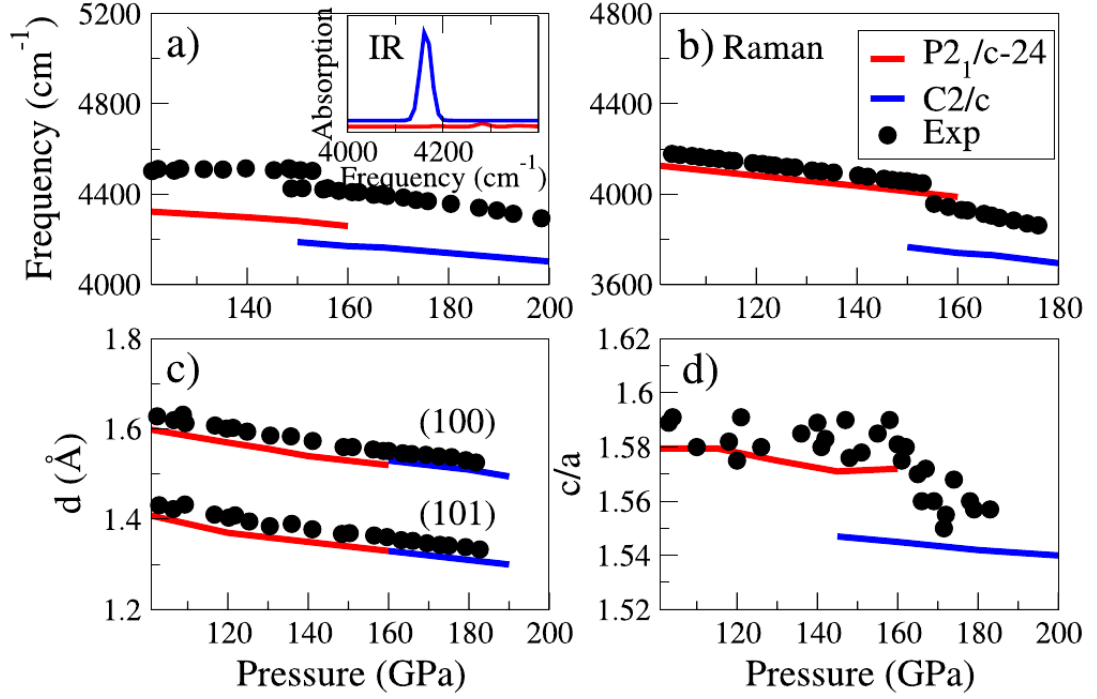 a)
IR
Absorption
4000
4200
Frequency (cm⁻¹)
5200
4800
4400
4000
140
160
180
200
Frequency (cm⁻¹)
b) Raman
P2₁/c-24
C2/c
Exp
4800
4400
4000
3600
120
140
160
180
c)
(100)
(101)
1.8
1.6
1.4
1.2
d (Å)
120
140
160
180
200
Pressure (GPa)
d)
1.62
1.6
1.58
1.56
1.54
1.52
c/a
120
140
160
180
200
Pressure (GPa)